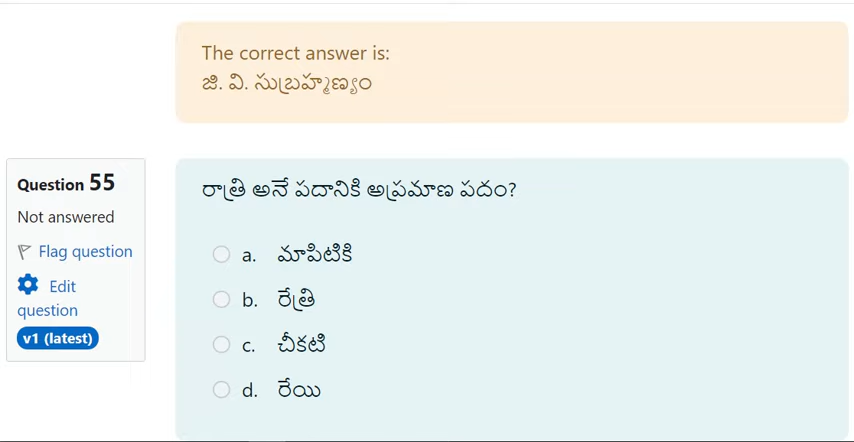 The correct answer is:
జి. వి. సుబ్రహ్మణ్యం
Question 55
Not answered
Flag question
Edit
question
v1 (latest)
రాత్రి అనే పదానికి అప్రమాణ పదం?
a. మాపిటికి
b. రేత్రి
c. చీకటి
d. రేయి